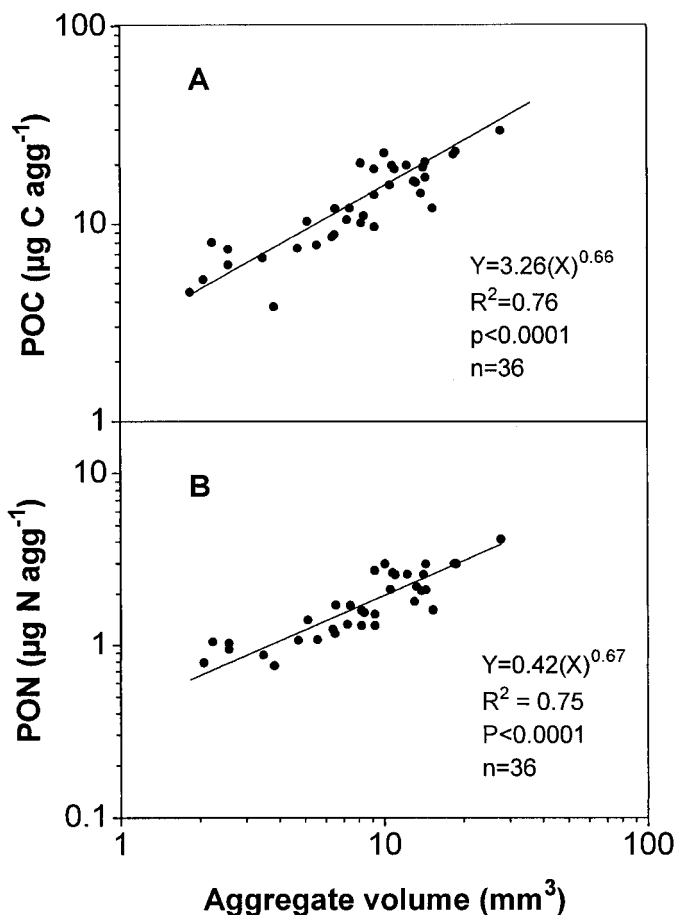 100
A
POC (µg C agg⁻¹)
10
Y=3.26(X)^0.66
R²=0.76
p<0.0001
n=36
1
10
B
PON (µg N agg⁻¹)
1
Y=0.42(X)^0.67
R² = 0.75
P<0.0001
n=36
0.1
1 10 100
Aggregate volume (mm³)